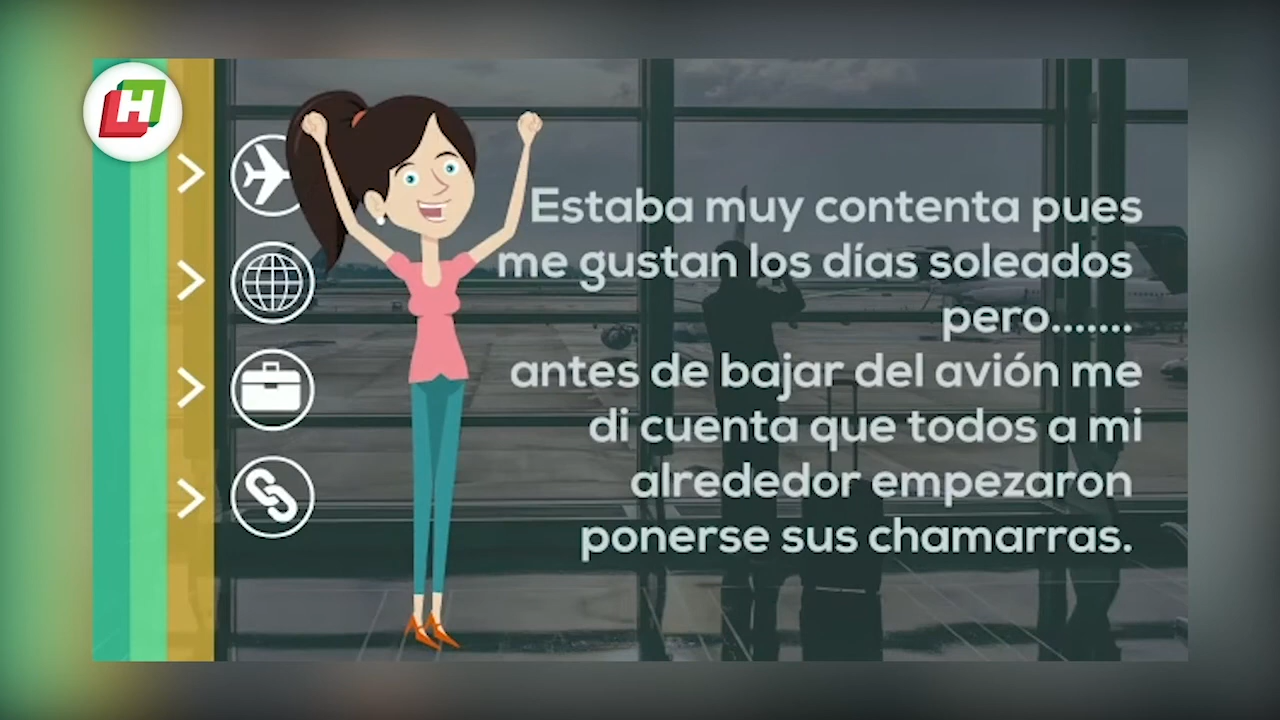 H
Estaba muy contenta pues
me gustan los días soleados
pero.......
antes de bajar del avión me
di cuenta que todos a mi
alrededor empezaron
ponerse sus chamarras.